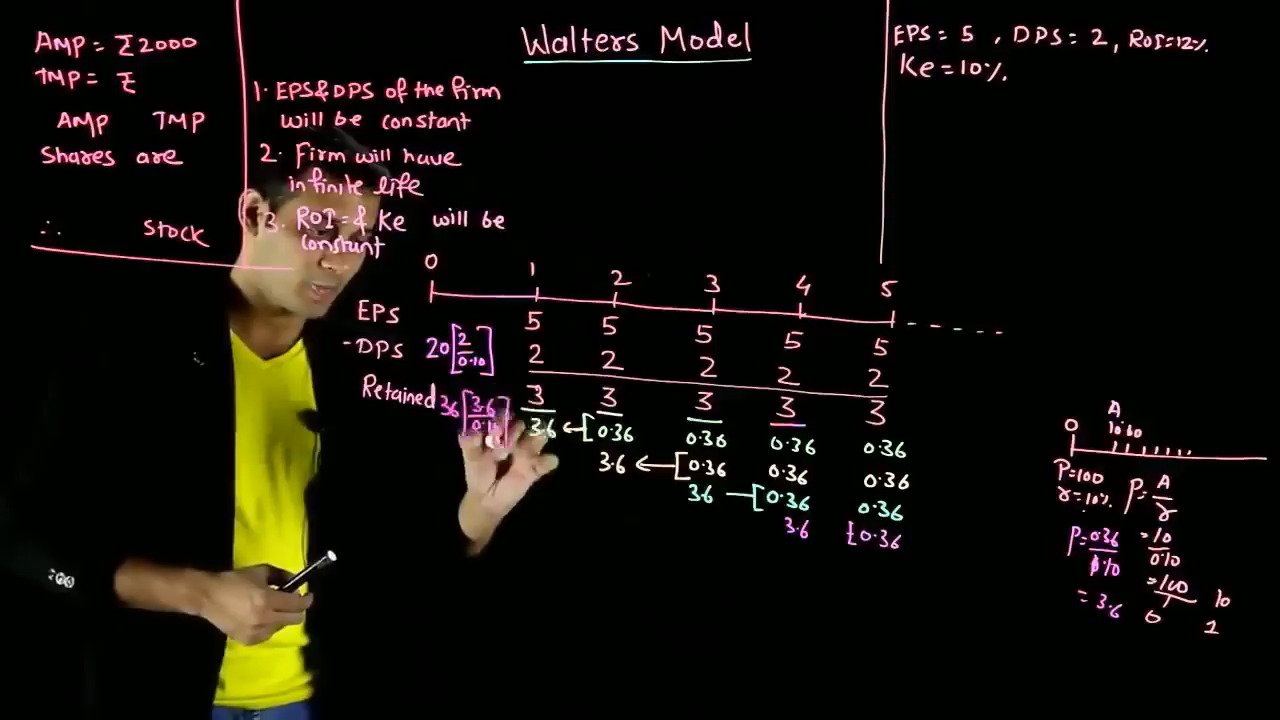 AMP = ₹2000
TMP = ₹
AMP TMP
Shares are
∴ Stock
Walters Model
1. EPS&DPS of the firm
will be constant
2. Firm will have
infinite life
3. ROI = & Ke will be
constant
EPS = 5 , DPS = 2, ROI=12%
Ke = 10%
0 1 2 3 4 5
EPS 5 5 5 5 5
-DPS 20[2/0.10] 2 2 2 2 2
Retained 36[3.6/0.10] 3 3 3 3 3
3.6 ←[0.36 0.36 0.36 0.36
3.6 ←[0.36 0.36 0.36
3.6 —[0.36 0.36
3.6 [0.36
A
0 10 10
P=100
r=10%
P= A/r
= 10/0.10
P=0.36/0.10
= 3.6